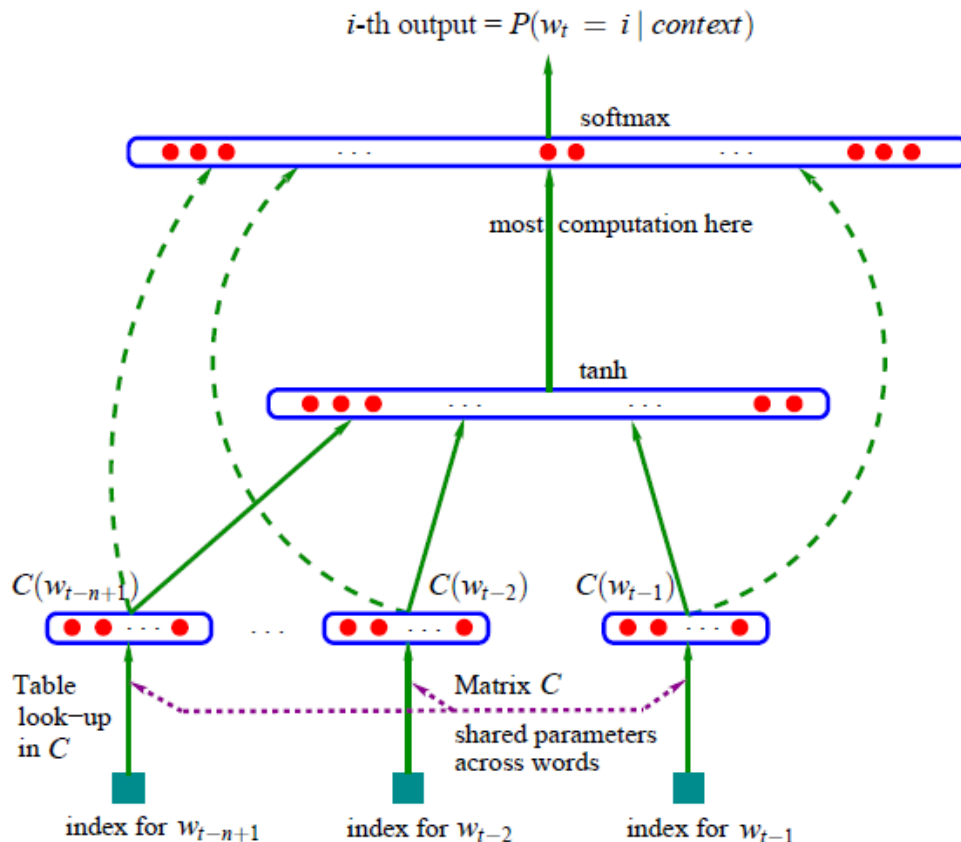 i-th output = P(w_t = i | context)
softmax
. . .
. . .
most computation here
tanh
. . .
. . .
C(w_{t−n+1})
C(w_{t−2})
C(w_{t−1})
. . .
. . .
. . .
. . .
Table
look−up
in C
Matrix C
shared parameters
across words
index for w_{t−n+1}
index for w_{t−2}
index for w_{t−1}